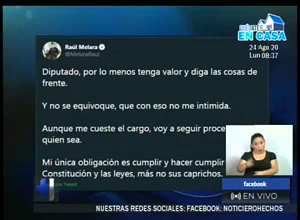 EN CASA
24 Ago 20
Lun 08:37
Raúl Melara
@MelaraRaul
Diputado, por lo menos tenga valor y diga las cosas de
frente.
Y no se equivoque, que con eso no me intimida.
Aunque me cueste el cargo, voy a seguir proce
quien sea.
Mi única obligación es cumplir y hacer cumplir
Constitución y las leyes, más no sus caprichos.
facebook
EN VIVO
NUESTRAS REDES SOCIALES: FACEBOOK: NOTICIEROHECHOS